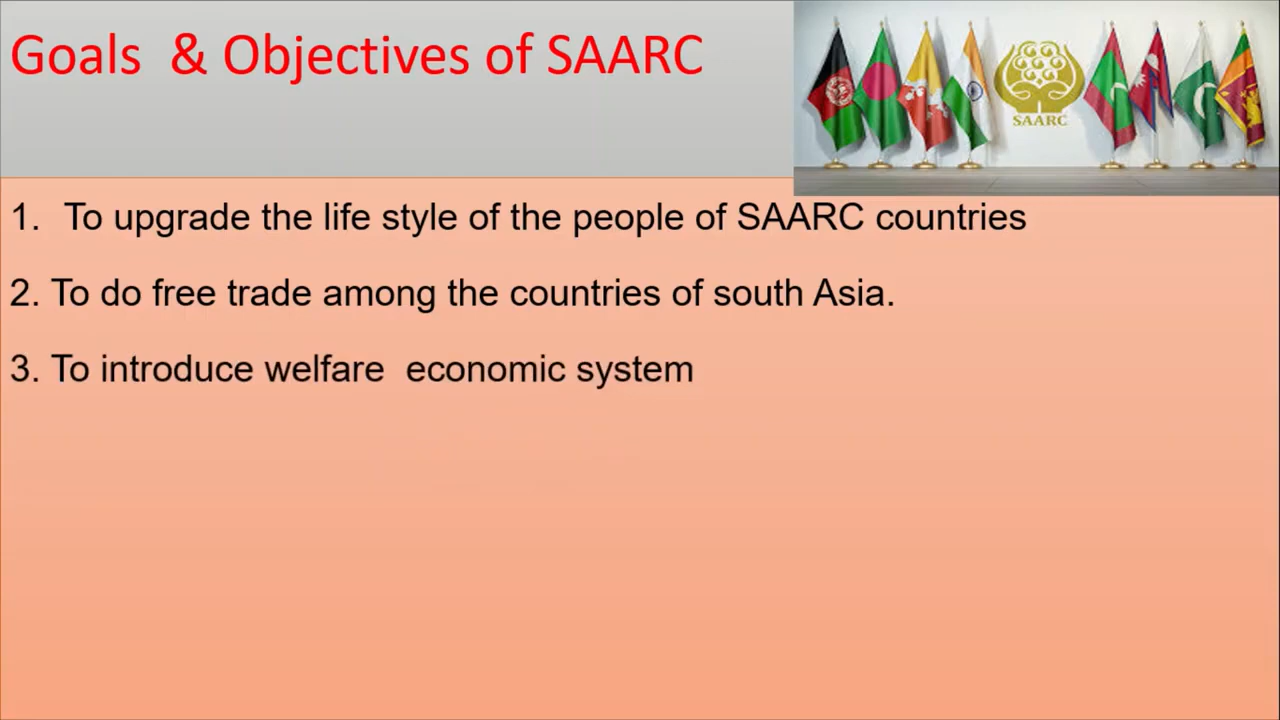 Goals & Objectives of SAARC
SAARC
1. To upgrade the life style of the people of SAARC countries
2. To do free trade among the countries of south Asia.
3. To introduce welfare economic system